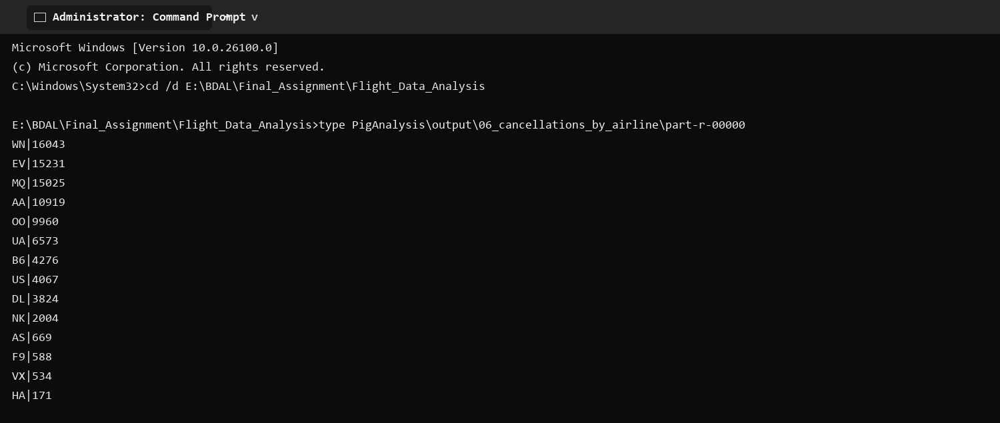 Administrator: Command Prompt v
Microsoft Windows [Version 10.0.26100.0]
(c) Microsoft Corporation. All rights reserved.
C:\Windows\System32>cd /d E:\BDAL\Final_Assignment\Flight_Data_Analysis
E:\BDAL\Final_Assignment\Flight_Data_Analysis>type PigAnalysis\output\06_cancellations_by_airline\part-r-00000
WN|16043
EV|15231
MQ|15025
AA|10919
OO|9960
UA|6573
B6|4276
US|4067
DL|3824
NK|2004
AS|669
F9|588
VX|534
HA|171